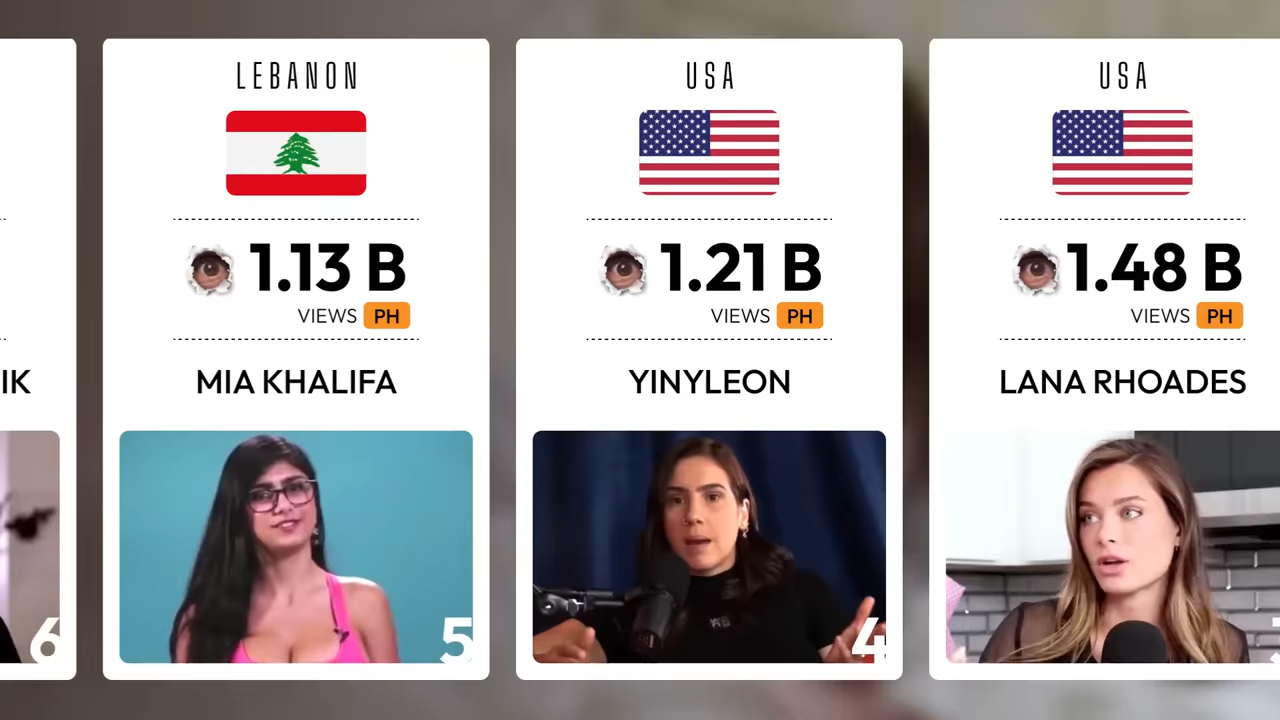 IK
6
LEBANON
1.13 B
VIEWS PH
MIA KHALIFA
5
USA
1.21 B
VIEWS PH
YINYLEON
4
USA
1.48 B
VIEWS PH
LANA RHOADES